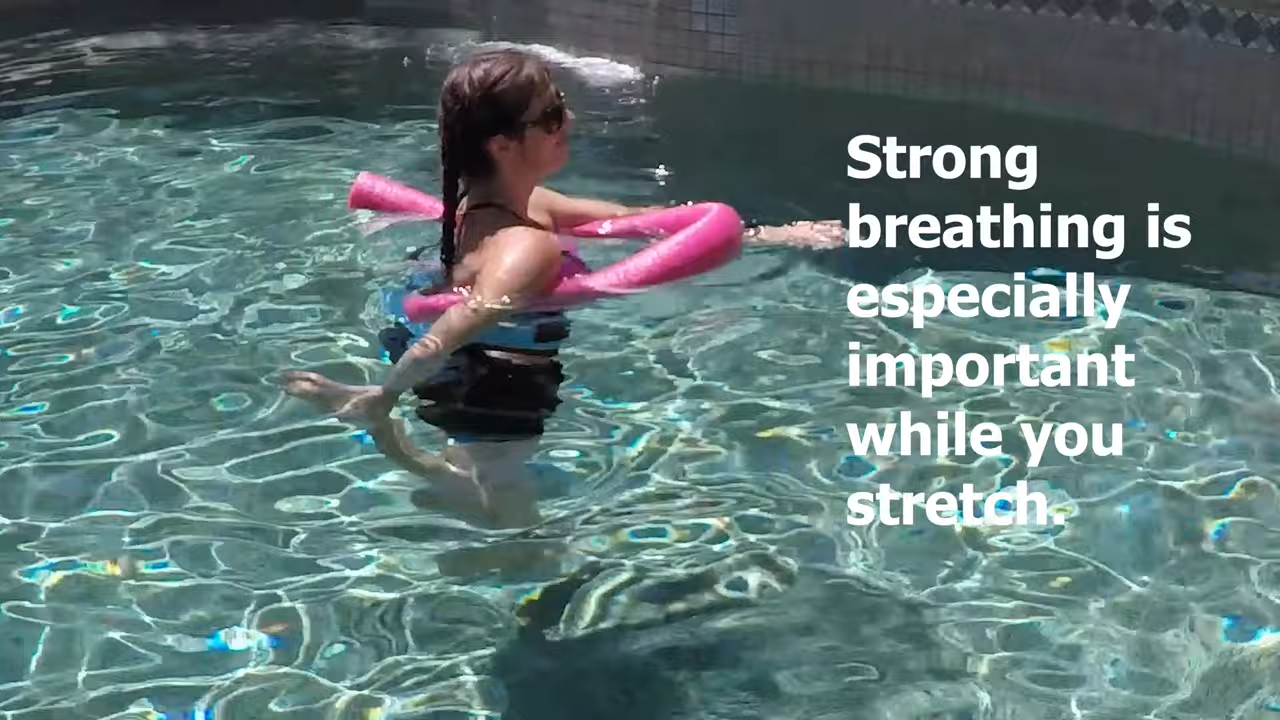 Strong
breathing is
especially
important
while you
stretch.